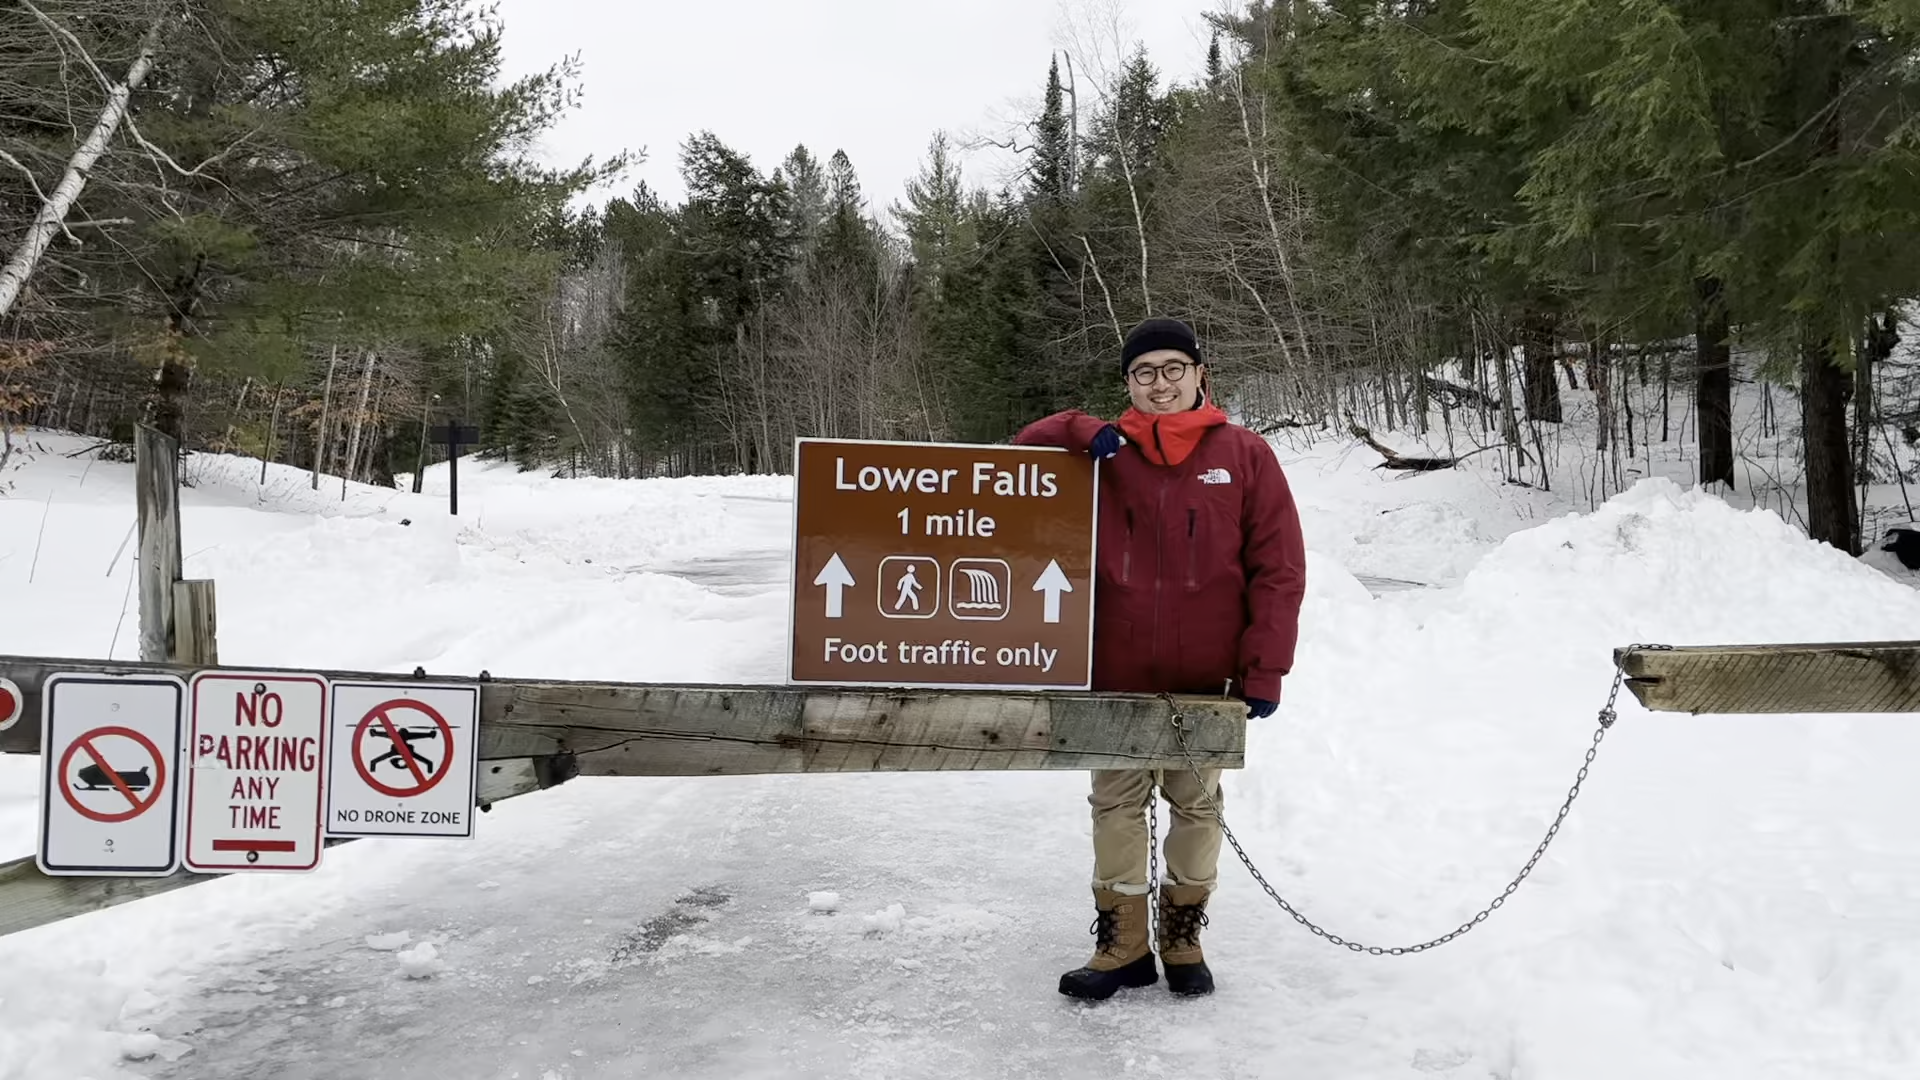 Lower Falls
1 mile
Foot traffic only
THE
NORTH
FACE
NO
PARKING
ANY
TIME
NO DRONE ZONE